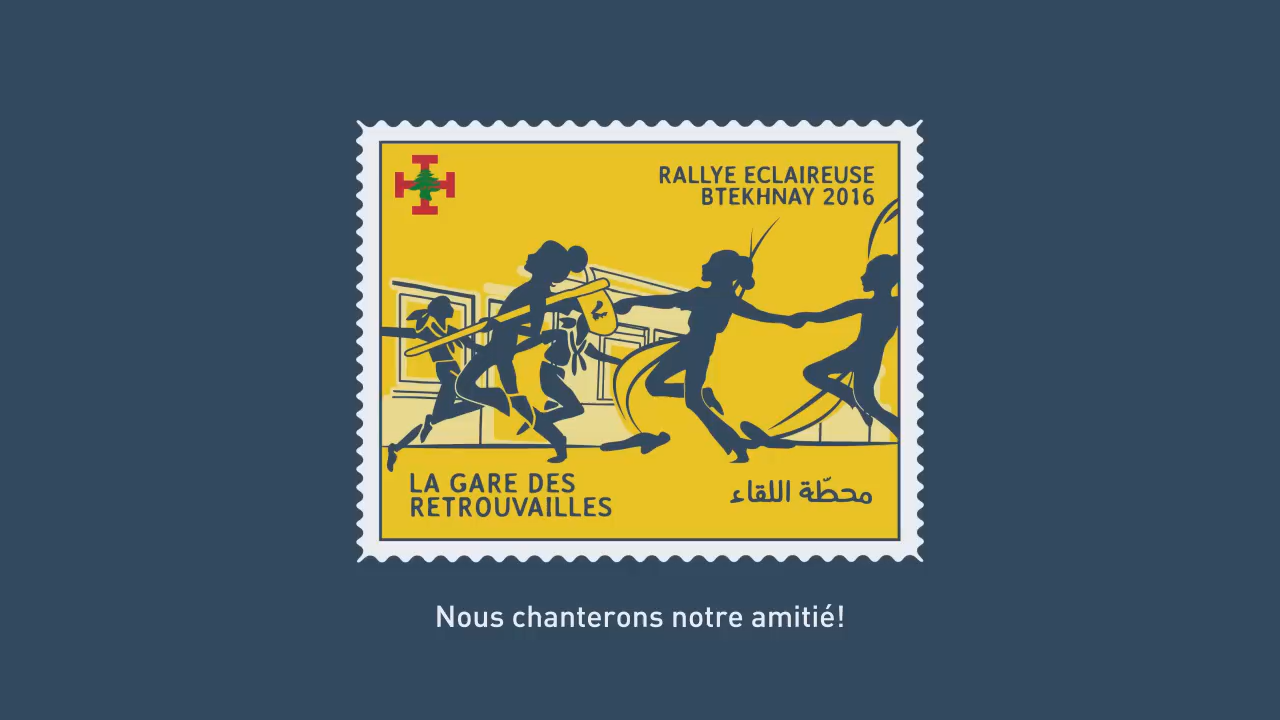 RALLYE ECLAIREUSE
BTEKHNAY 2016
LA GARE DES
RETROUVAILLES
محطّة اللقاء
Nous chanterons notre amitié!